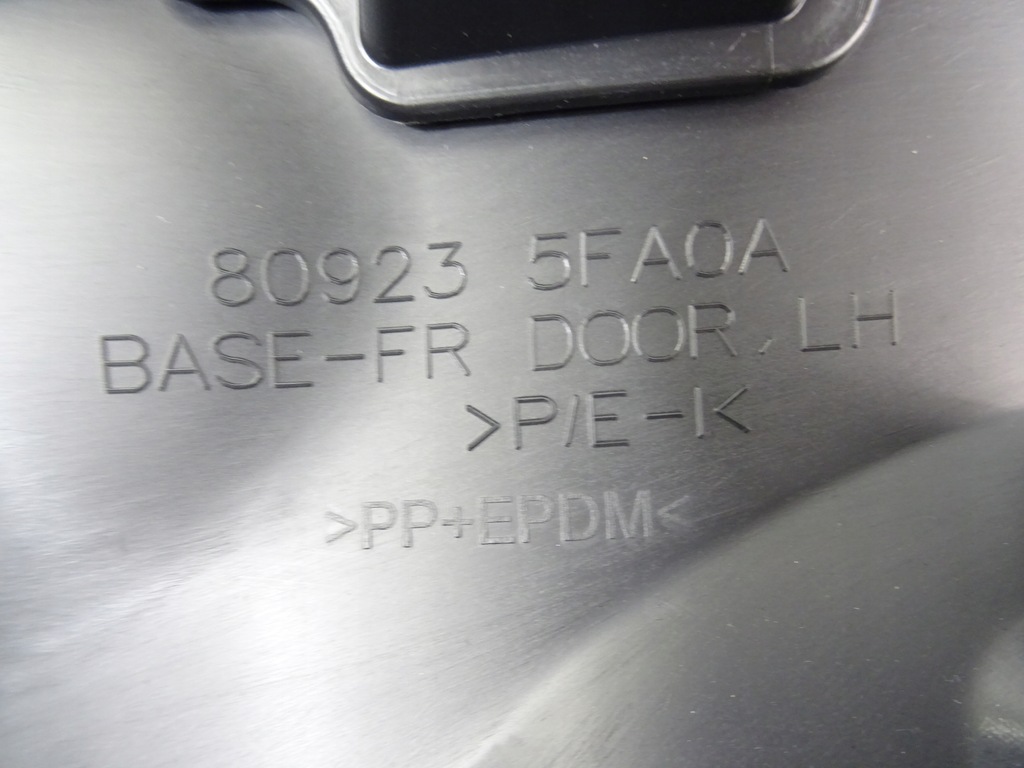 80923 5FA0A
BASE-FR DOOR, LH
>P/E-I<
>PP+EPDM<